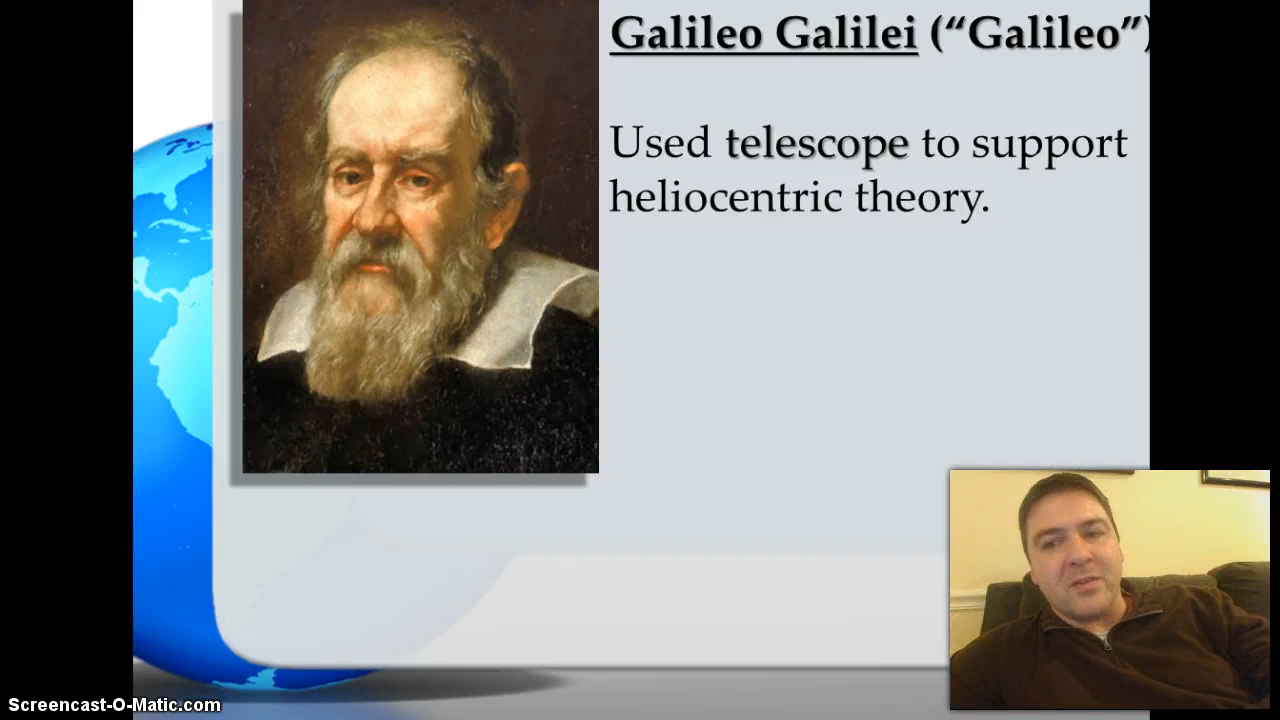 Galileo Galilei (“Galileo”)
Used telescope to support
heliocentric theory.
Screencast-O-Matic.com